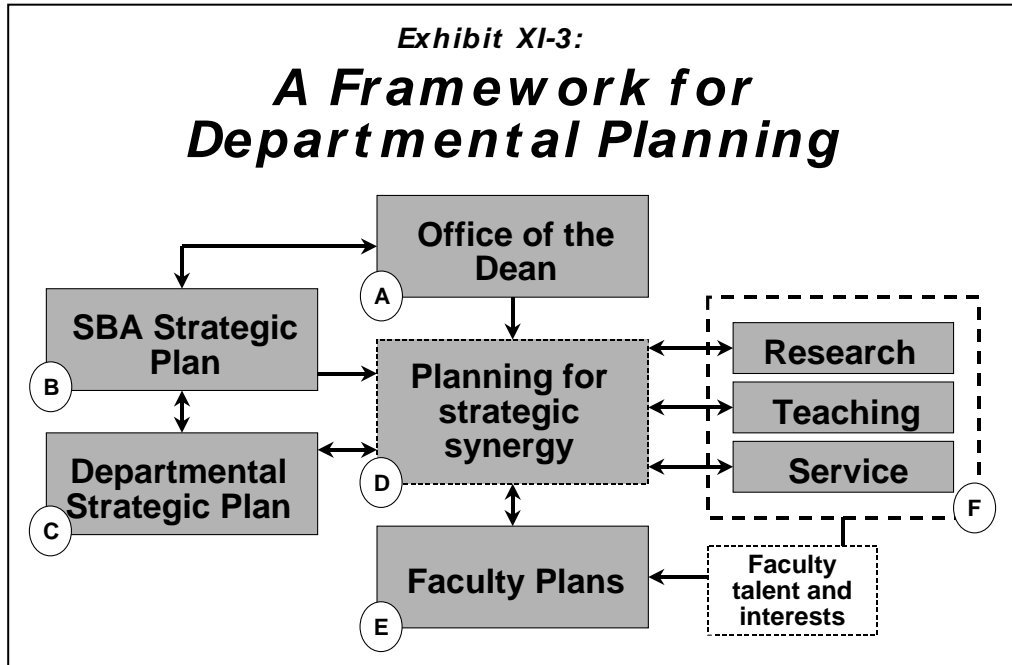 Exhibit XI-3:
A Framework for
Departmental Planning
Office of the
Dean
A
SBA Strategic
Plan
B
Planning for
strategic
synergy
D
Research
Teaching
Service
F
Departmental
Strategic Plan
C
Faculty Plans
E
Faculty
talent and
interests